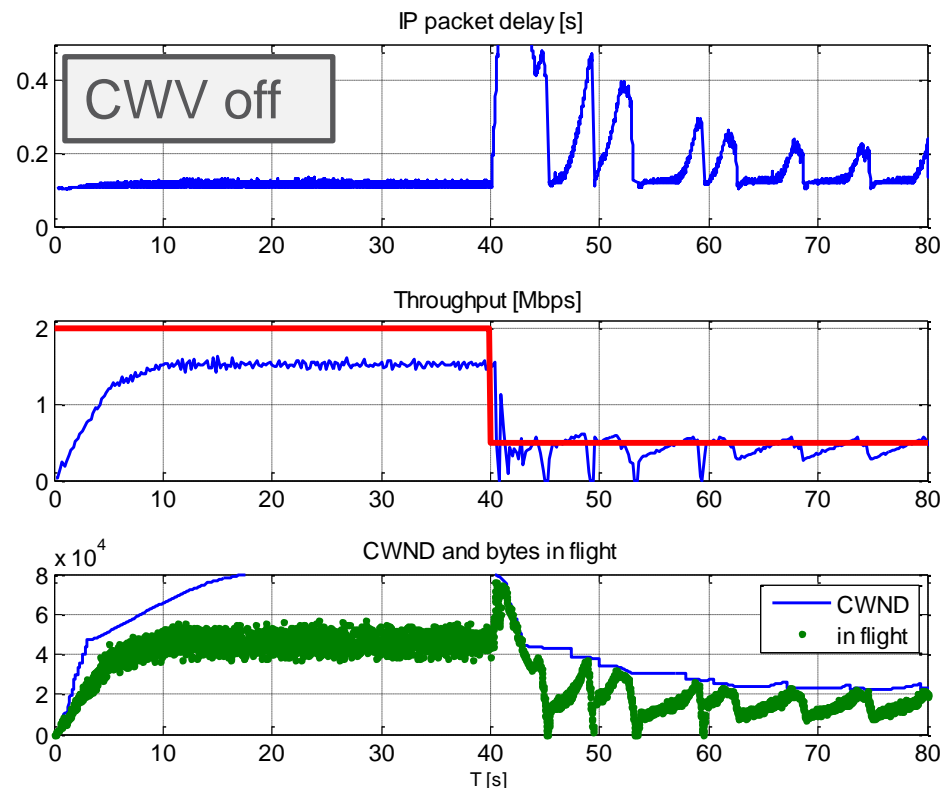 IP packet delay [s]
CWV off
0.4
0.2
0
0 10 20 30 40 50 60 70 80
Throughput [Mbps]
2
1
0
0 10 20 30 40 50 60 70 80
x 10^4
CWND and bytes in flight
8
6
4
2
0
CWND
in flight
0 10 20 30 40 50 60 70 80
T [s]